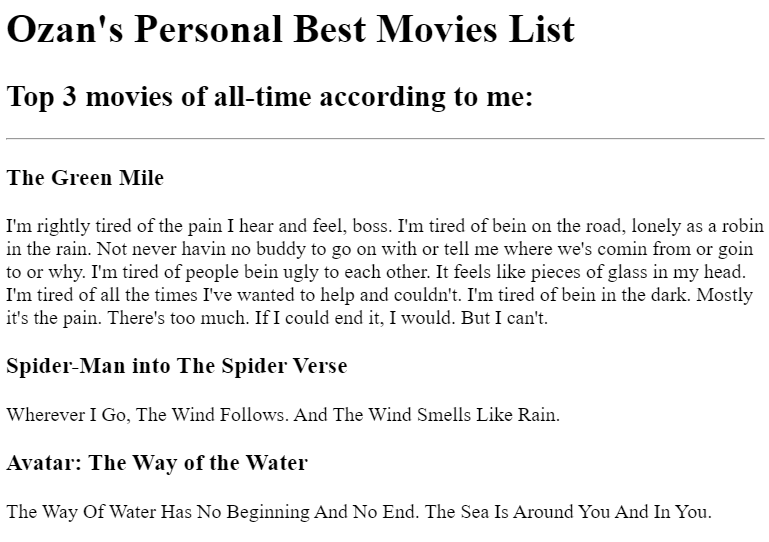 Ozan's Personal Best Movies List
Top 3 movies of all-time according to me:
The Green Mile
I'm rightly tired of the pain I hear and feel, boss. I'm tired of bein on the road, lonely as a robin
in the rain. Not never havin no buddy to go on with or tell me where we's comin from or goin
to or why. I'm tired of people bein ugly to each other. It feels like pieces of glass in my head.
I'm tired of all the times I've wanted to help and couldn't. I'm tired of bein in the dark. Mostly
it's the pain. There's too much. If I could end it, I would. But I can't.
Spider-Man into The Spider Verse
Wherever I Go, The Wind Follows. And The Wind Smells Like Rain.
Avatar: The Way of the Water
The Way Of Water Has No Beginning And No End. The Sea Is Around You And In You.